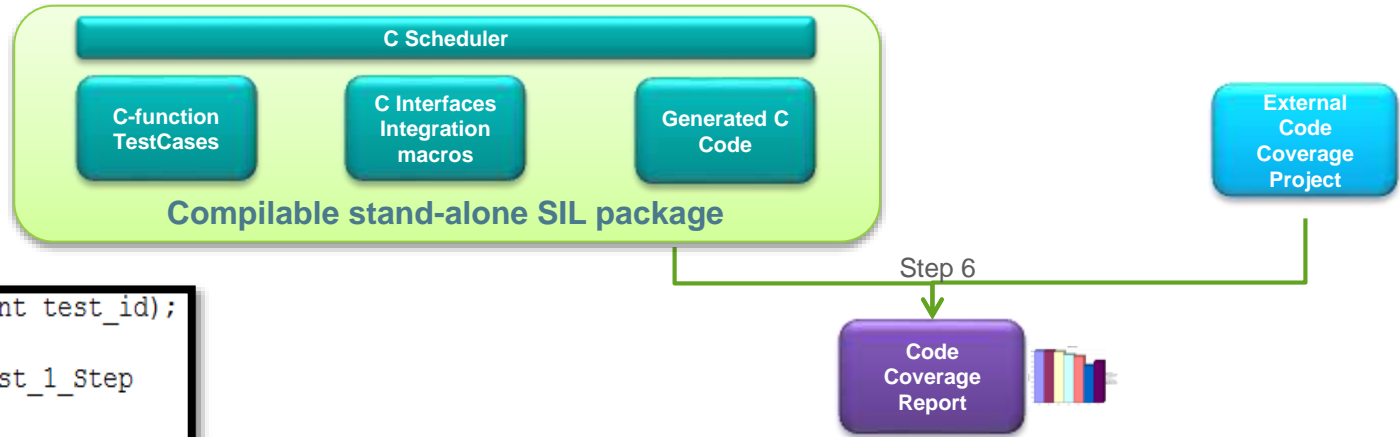 C Scheduler
C-function
TestCases
C Interfaces
Integration
macros
Generated C
Code
Compilable stand-alone SIL package
External
Code
Coverage
Project
Step 6
nt test_id);
st_1_Step
Code
Coverage
Report